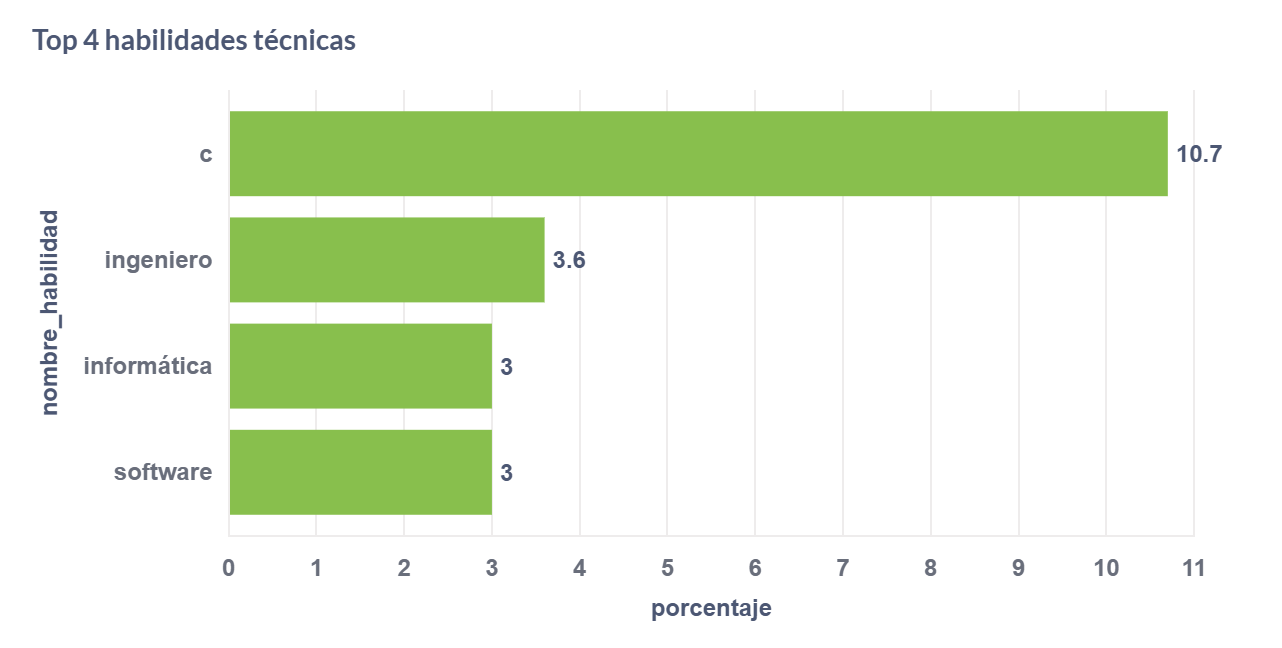 Top 4 habilidades técnicas
nombre_habilidad
c
10.7
ingeniero
3.6
informática
3
software
3
0 1 2 3 4 5 6 7 8 9 10 11
porcentaje